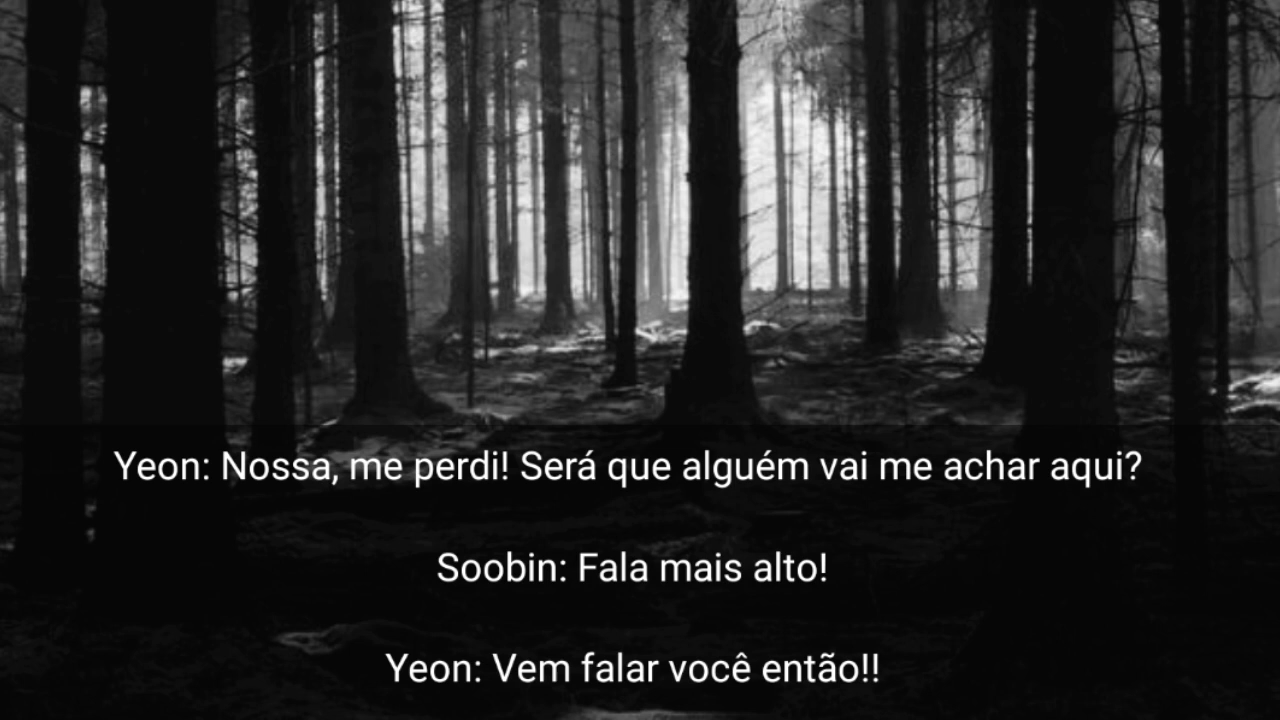 Yeon: Nossa, me perdi! Será que alguém vai me achar aqui?
Soobin: Fala mais alto!
Yeon: Vem falar você então!!